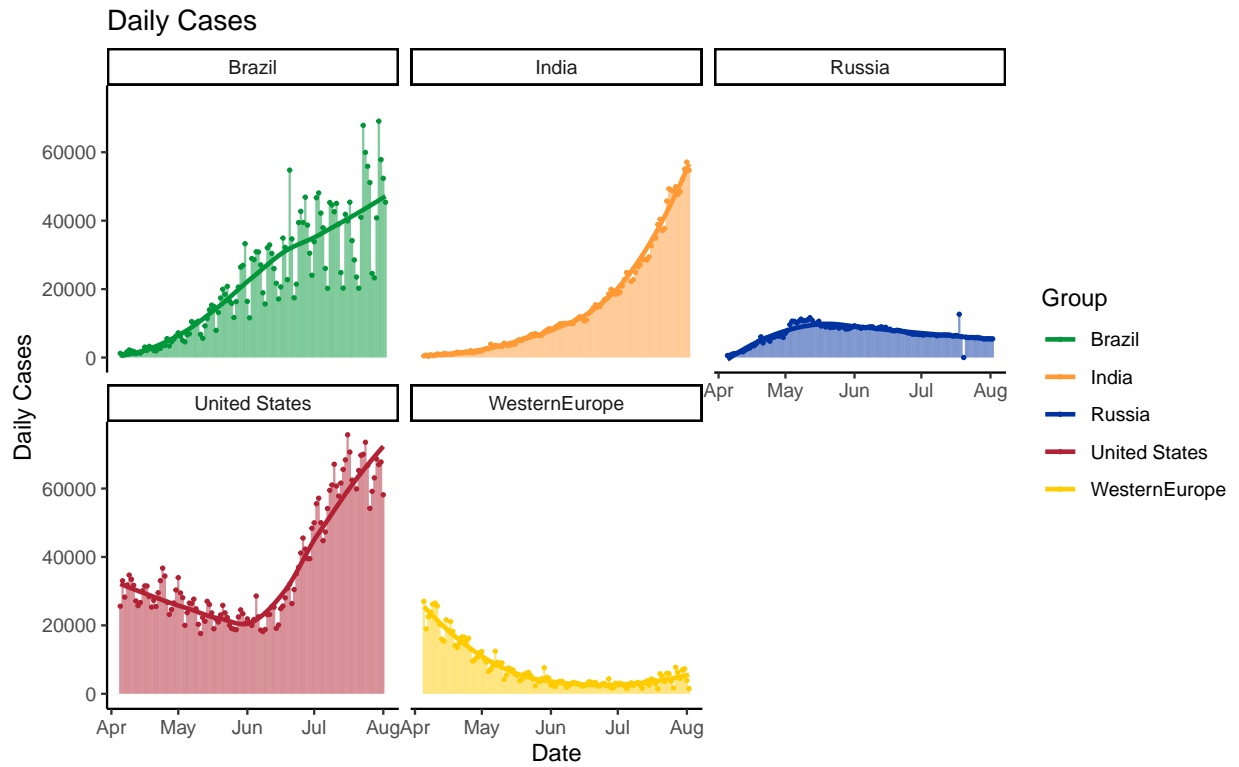 Daily Cases
Brazil India Russia
60000
40000
20000
0
Apr May Jun Jul Aug
United States WesternEurope
60000
40000
20000
0
Apr May Jun Jul Aug Apr May Jun Jul Aug
Daily Cases
Date
Group
Brazil
India
Russia
United States
WesternEurope